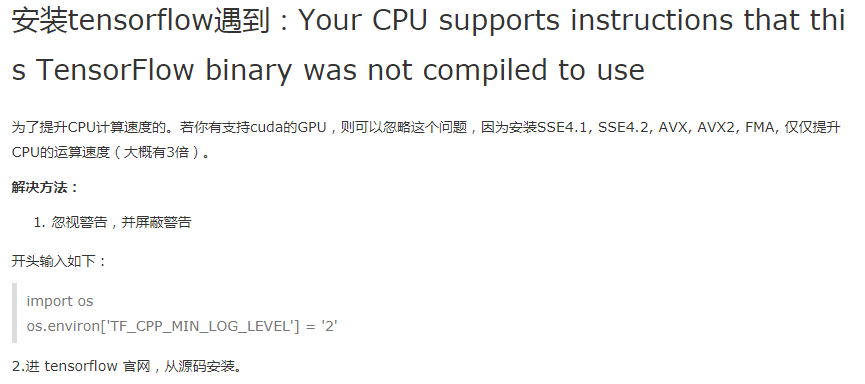 安装tensorflow遇到：Your CPU supports instructions that thi
s TensorFlow binary was not compiled to use
为了提升CPU计算速度的。若你有支持cuda的GPU，则可以忽略这个问题，因为安装SSE4.1, SSE4.2, AVX, AVX2, FMA, 仅仅提升
CPU的运算速度（大概有3倍）。
解决方法：
1. 忽视警告，并屏蔽警告
开头输入如下：
import os
os.environ['TF_CPP_MIN_LOG_LEVEL'] = '2'
2.进 tensorflow 官网，从源码安装。